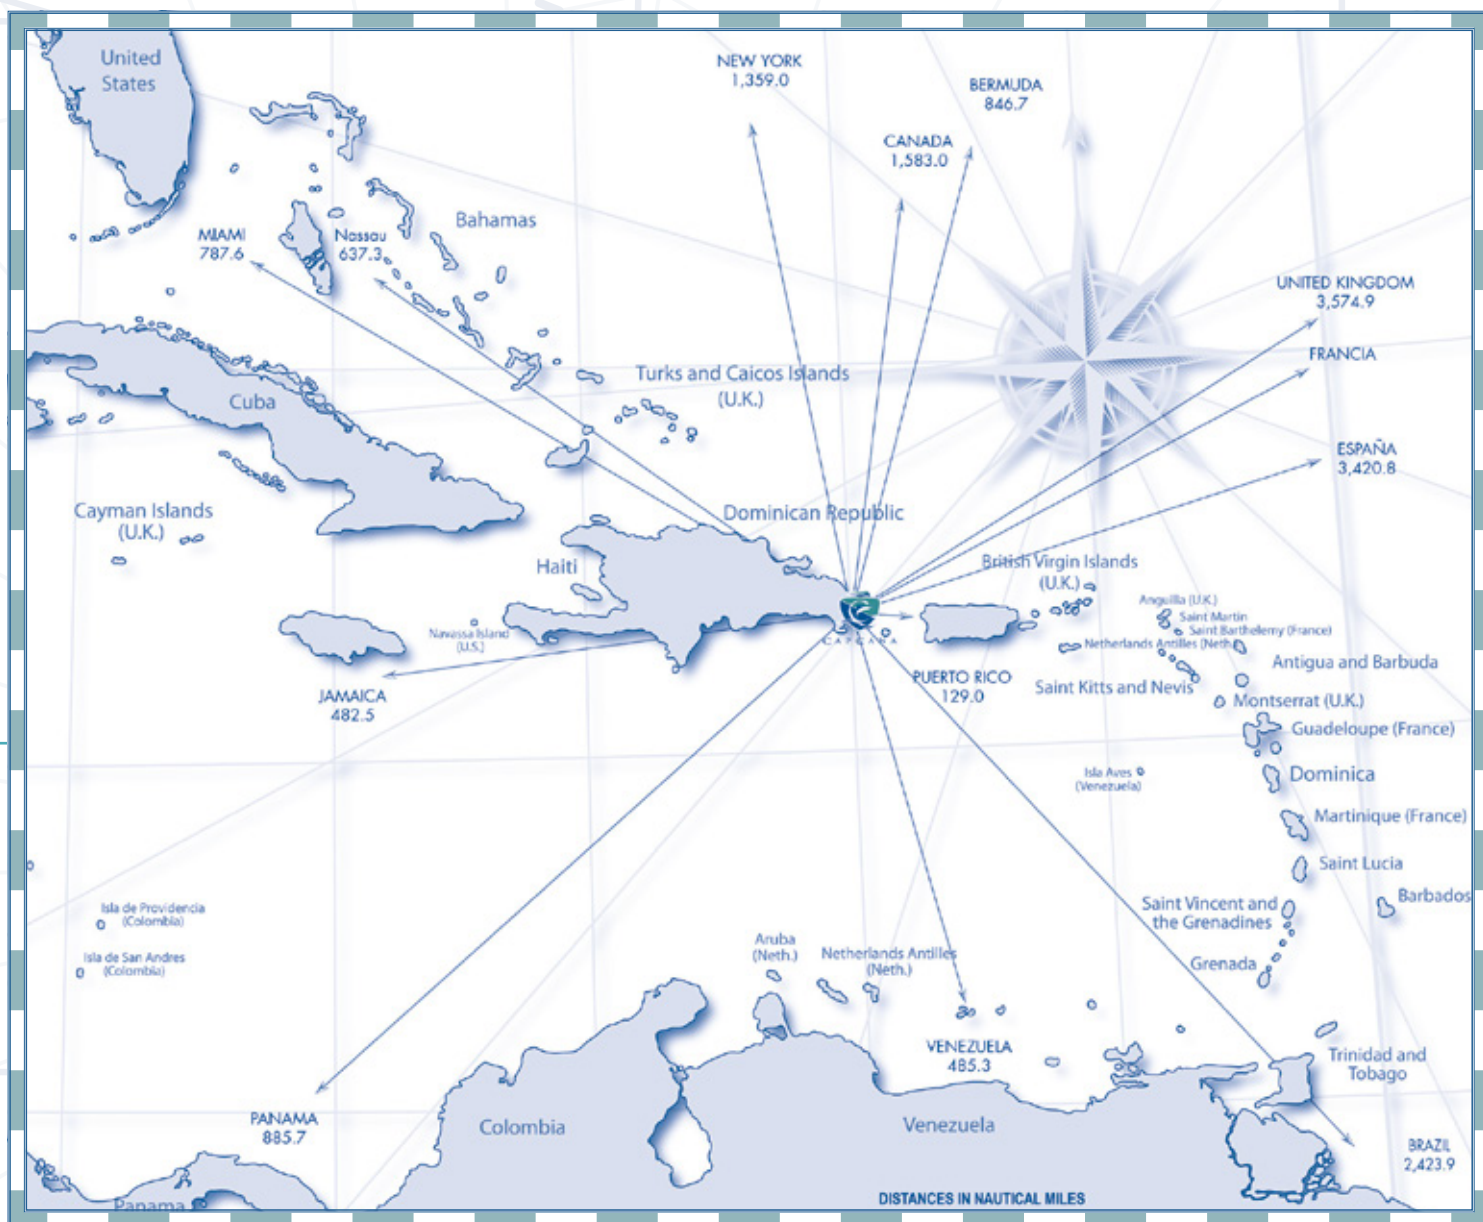 United
States
NEW YORK
1,359.0
BERMUDA
846.7
CANADA
1,583.0
Bahamas
MIAMI
787.6
Nassau
637.3
UNITED KINGDOM
3,574.9
FRANCIA
Turks and Caicos Islands
(U.K.)
Cuba
ESPAÑA
3,420.8
Cayman Islands
(U.K.)
Dominican Republic
Haiti
British Virgin Islands
(U.K.)
Anguilla (U.K.)
Saint Martin
Saint Barthelemy (France)
Navassa Island
(U.S.)
CAP CANA
Netherlands Antilles (Neth.)
Antigua and Barbuda
PUERTO RICO
129.0
Saint Kitts and Nevis
JAMAICA
482.5
Montserrat (U.K.)
Guadeloupe (France)
Isla Aves
(Venezuela)
Dominica
Martinique (France)
Saint Lucia
Barbados
Saint Vincent and
the Grenadines
Isla de Providencia
(Colombia)
Isla de San Andres
(Colombia)
Aruba
(Neth.)
Netherlands Antilles
(Neth.)
Grenada
VENEZUELA
485.3
Trinidad and
Tobago
PANAMA
885.7
Colombia
Venezuela
BRAZIL
2,423.9
Panama
DISTANCES IN NAUTICAL MILES